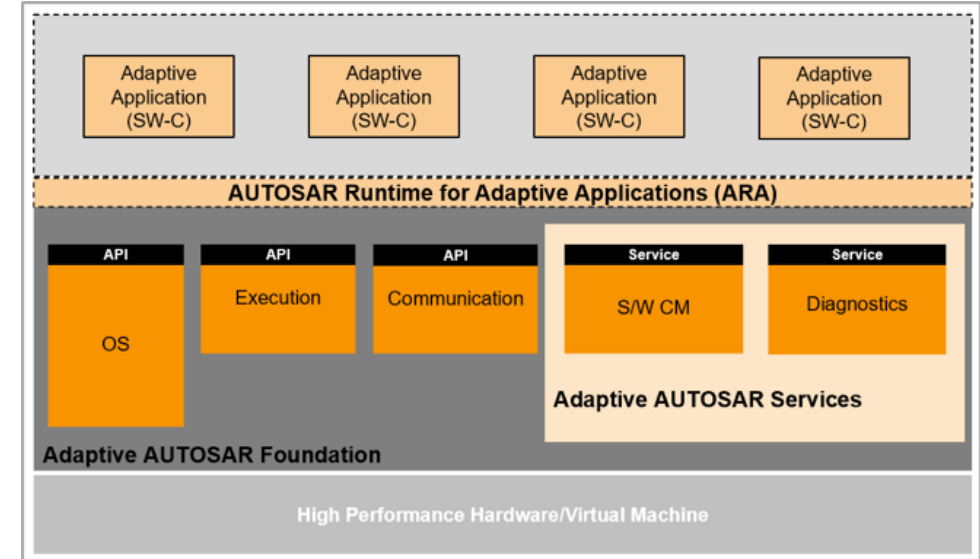 Adaptive
Application
(SW-C)
Adaptive
Application
(SW-C)
Adaptive
Application
(SW-C)
Adaptive
Application
(SW-C)
AUTOSAR Runtime for Adaptive Applications (ARA)
API
OS
API
Execution
API
Communication
Service
S/W CM
Service
Diagnostics
Adaptive AUTOSAR Services
Adaptive AUTOSAR Foundation
High Performance Hardware/Virtual Machine